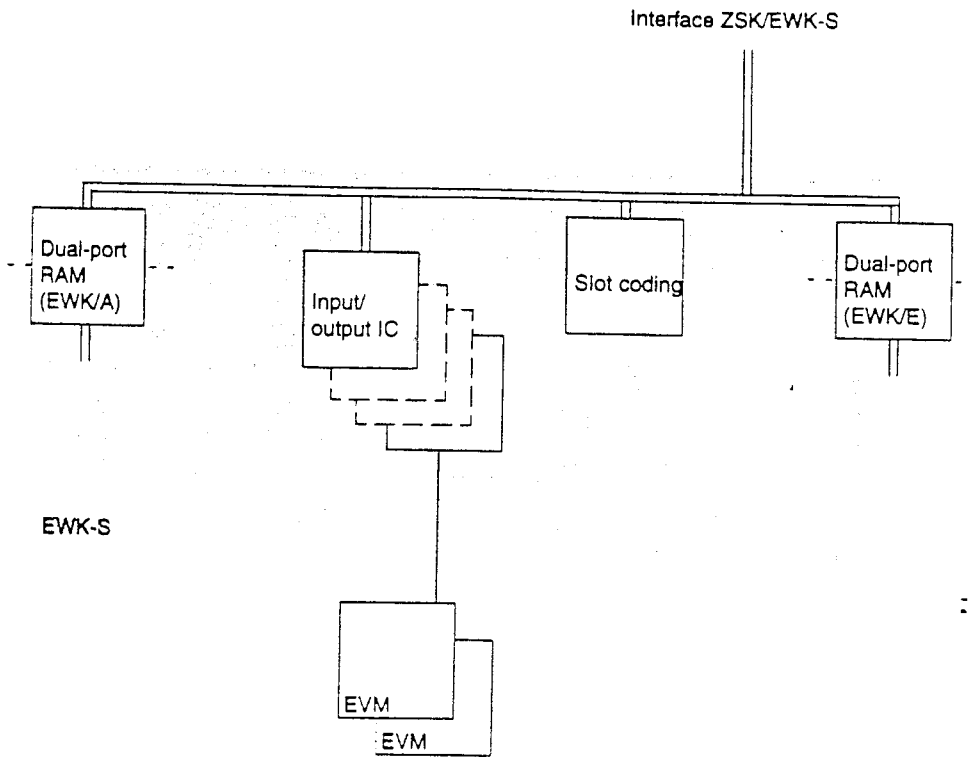 Interface ZSK/EWK-S
Dual-port
RAM
(EWK/A)
Input/
output IC
Slot coding
Dual-port
RAM
(EWK/E)
EWK-S
EVM
EVM